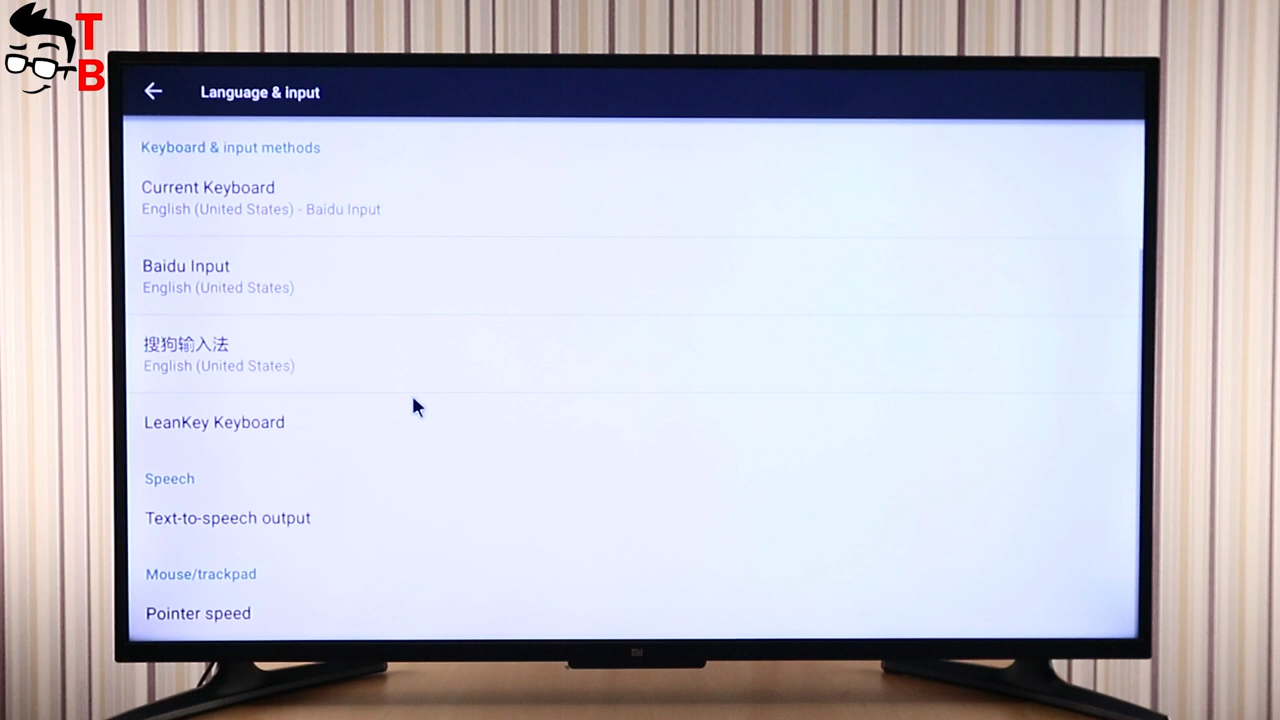 T
B
Language & input
Keyboard & input methods
Current Keyboard
English (United States) - Baidu Input
Baidu Input
English (United States)
搜狗输入法
English (United States)
LeanKey Keyboard
Speech
Text-to-speech output
Mouse/trackpad
Pointer speed
MI